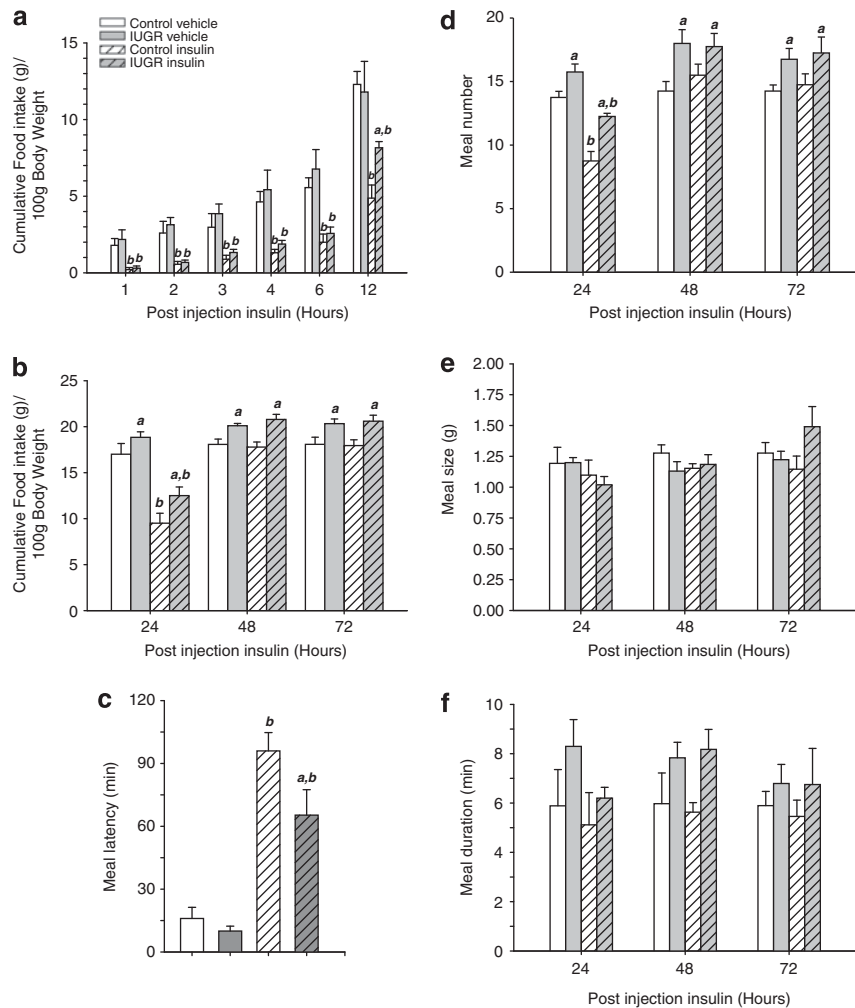 a
Control vehicle
IUGR vehicle
Control insulin
IUGR insulin
Cumulative Food intake (g)/
100g Body Weight
15
10
5
0
b b
b b
b b
b b
b b
b
a,b
1 2 3 4 6 12
Post injection insulin (Hours)
b
Cumulative Food intake (g)/
100g Body Weight
25
20
15
10
5
0
a
b
a,b
a
a
a
a
24 48 72
Post injection insulin (Hours)
c
Meal latency (min)
120
90
60
30
0
b
a,b
d
Meal number
20
15
10
5
0
a
b
a,b
a
a
a
a
24 48 72
Post injection insulin (Hours)
e
Meal size (g)
2.00
1.75
1.50
1.25
1.00
0.75
0.50
0.25
0.00
24 48 72
Post injection insulin (Hours)
f
Meal duration (min)
10
8
6
4
2
0
24 48 72
Post injection insulin (Hours)